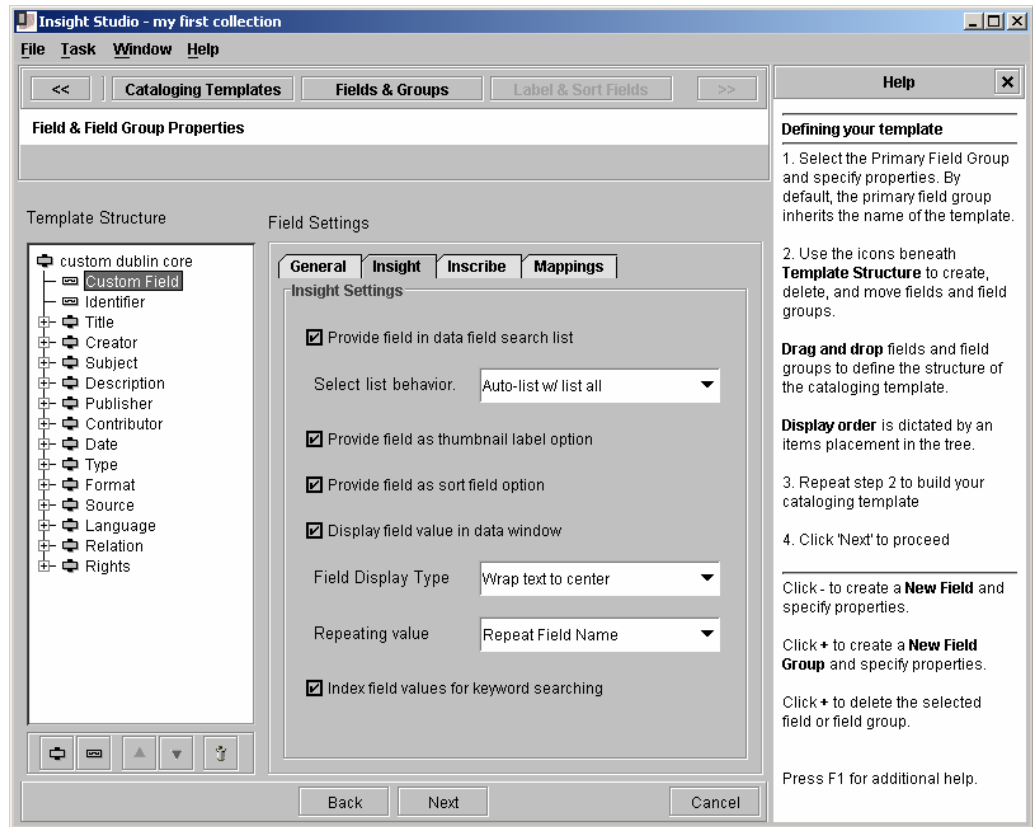 Insight Studio - my first collection
File Task Window Help
<< Cataloging Templates Fields & Groups Label & Sort Fields >>
Field & Field Group Properties
Template Structure
custom dublin core
Custom Field
Identifier
Title
Creator
Subject
Description
Publisher
Contributor
Date
Type
Format
Source
Language
Relation
Rights
Field Settings
General Insight Inscribe Mappings
Insight Settings
Provide field in data field search list
Select list behavior. Auto-list w/ list all
Provide field as thumbnail label option
Provide field as sort field option
Display field value in data window
Field Display Type Wrap text to center
Repeating value Repeat Field Name
Index field values for keyword searching
Back Next Cancel
Help
Defining your template
1. Select the Primary Field Group
and specify properties. By
default, the primary field group
inherits the name of the template.
2. Use the icons beneath
Template Structure to create,
delete, and move fields and field
groups.
Drag and drop fields and field
groups to define the structure of
the cataloging template.
Display order is dictated by an
items placement in the tree.
3. Repeat step 2 to build your
cataloging template
4. Click 'Next' to proceed
Click - to create a New Field and
specify properties.
Click + to create a New Field
Group and specify properties.
Click + to delete the selected
field or field group.
Press F1 for additional help.